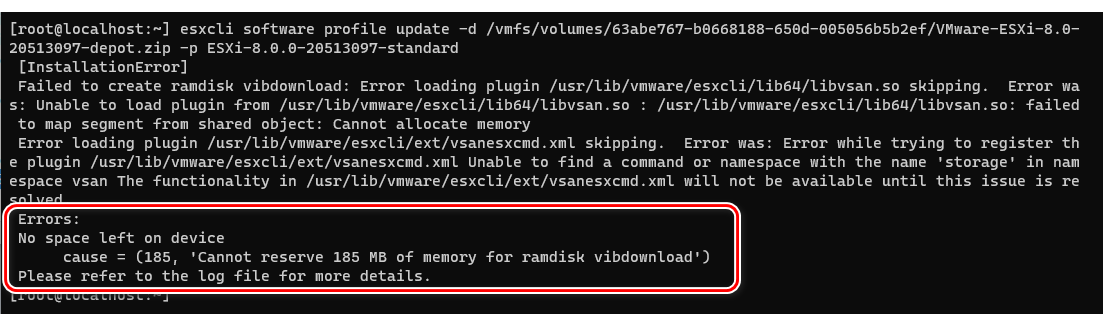 [root@localhost:~] esxcli software profile update -d /vmfs/volumes/63abe767-b0668188-650d-005056b5b2ef/VMware-ESXi-8.0-
20513097-depot.zip -p ESXi-8.0.0-20513097-standard
[InstallationError]
Failed to create ramdisk vibdownload: Error loading plugin /usr/lib/vmware/esxcli/lib64/libvsan.so skipping.  Error wa
s: Unable to load plugin from /usr/lib/vmware/esxcli/lib64/libvsan.so : /usr/lib/vmware/esxcli/lib64/libvsan.so: failed
to map segment from shared object: Cannot allocate memory
Error loading plugin /usr/lib/vmware/esxcli/ext/vsanesxcmd.xml skipping.  Error was: Error while trying to register th
e plugin /usr/lib/vmware/esxcli/ext/vsanesxcmd.xml Unable to find a command or namespace with the name 'storage' in nam
espace vsan The functionality in /usr/lib/vmware/esxcli/ext/vsanesxcmd.xml will not be available until this issue is re
solved
Errors:
No space left on device
cause = (185, 'Cannot reserve 185 MB of memory for ramdisk vibdownload')
Please refer to the log file for more details.
[root@localhost:~]